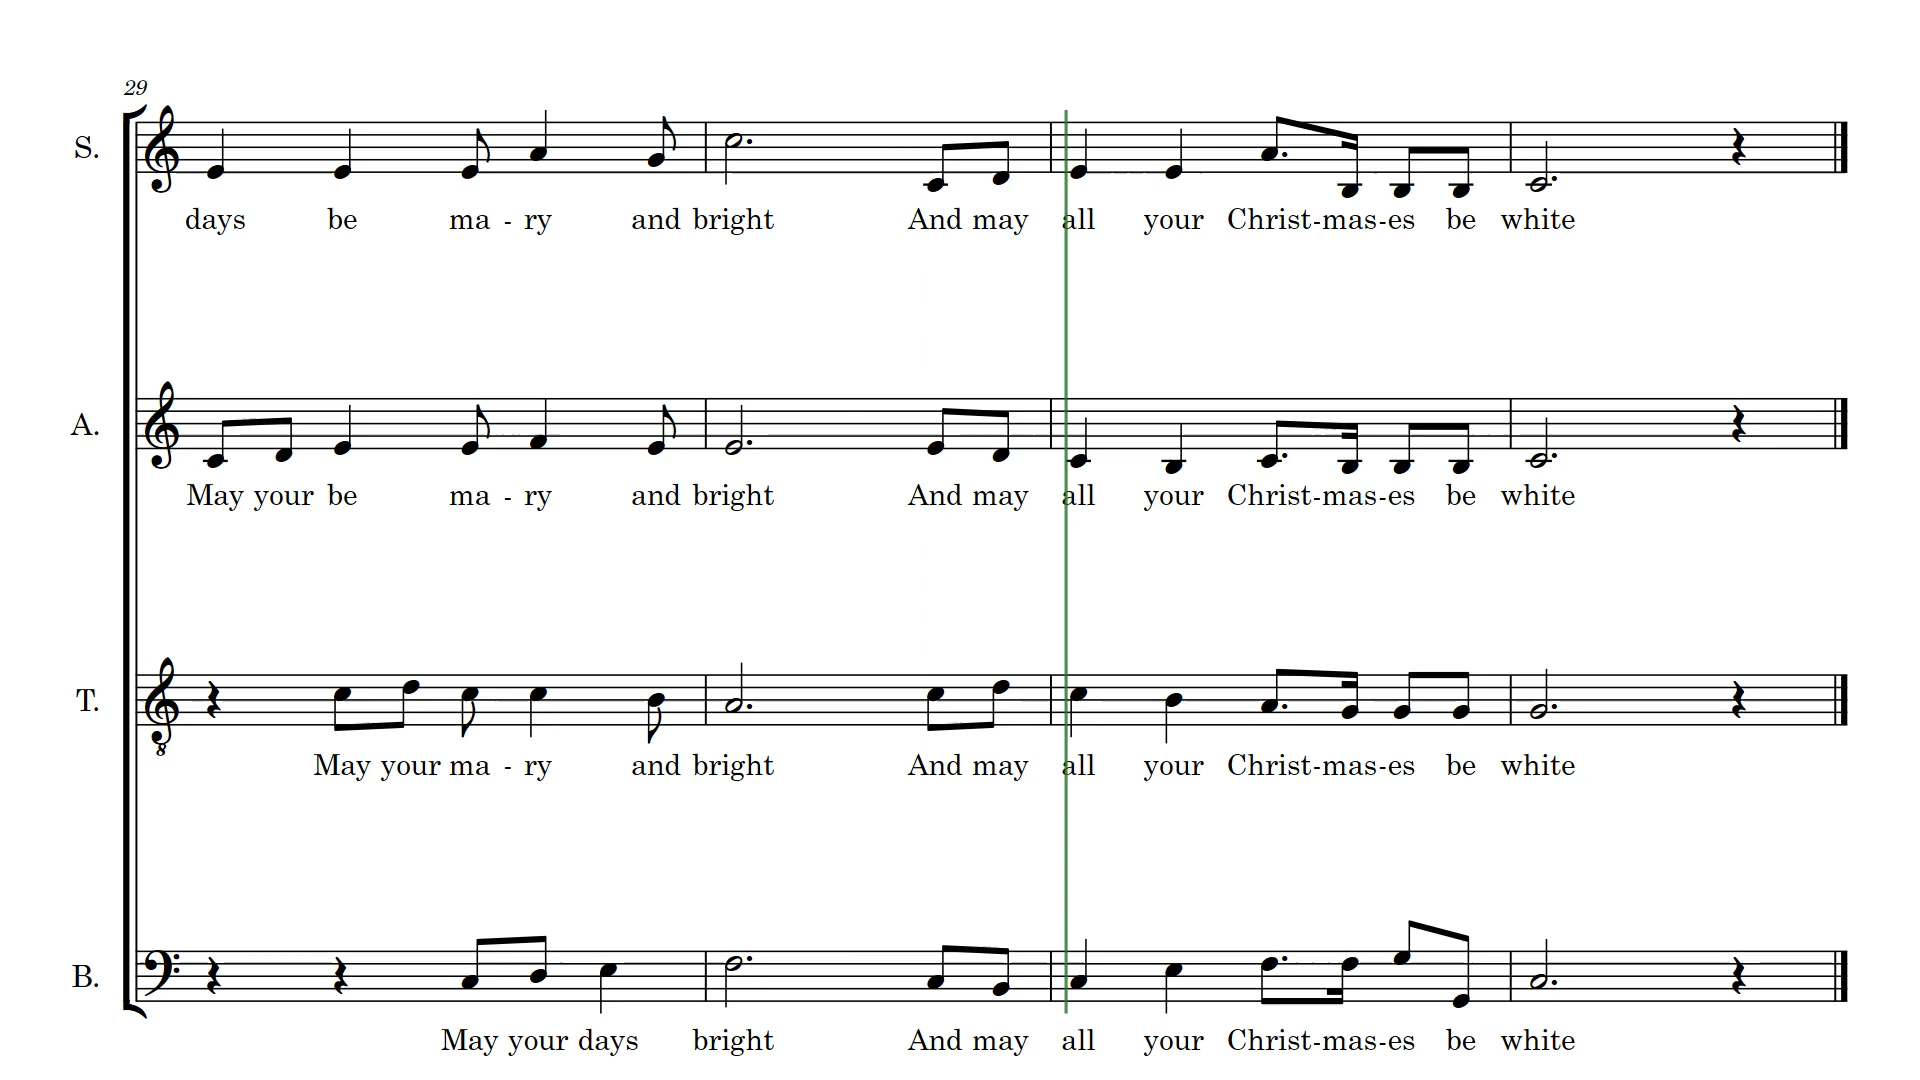 29
S.
days be ma - ry and bright And may all your Christ-mas-es be white
A.
May your be ma - ry and bright And may all your Christ-mas-es be white
T.
8
May your ma - ry and bright And may all your Christ-mas-es be white
B.
May your days bright And may all your Christ-mas-es be white